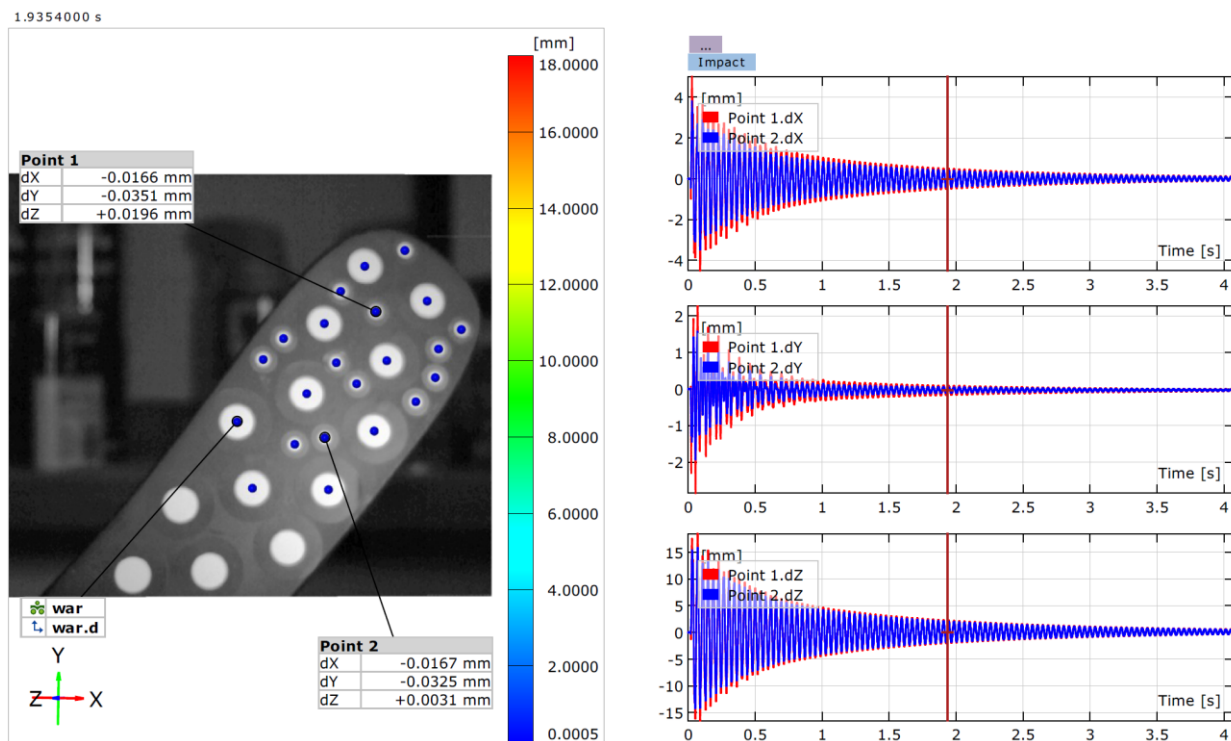 1.9354000 s
[mm]
18.0000
16.0000
14.0000
12.0000
10.0000
8.0000
6.0000
4.0000
2.0000
0.0005
Point 1
dX -0.0166 mm
dY -0.0351 mm
dZ +0.0196 mm
war
war.d
Point 2
dX -0.0167 mm
dY -0.0325 mm
dZ +0.0031 mm
Y
Z X
...
Impact
[mm]
Point 1.dX
Point 2.dX
4
2
0
-2
-4
Time [s]
0 0.5 1 1.5 2 2.5 3 3.5 4
[mm]
Point 1.dY
Point 2.dY
2
1
0
-1
-2
Time [s]
0 0.5 1 1.5 2 2.5 3 3.5 4
[mm]
Point 1.dZ
Point 2.dZ
15
10
5
0
-5
-10
-15
Time [s]
0 0.5 1 1.5 2 2.5 3 3.5 4